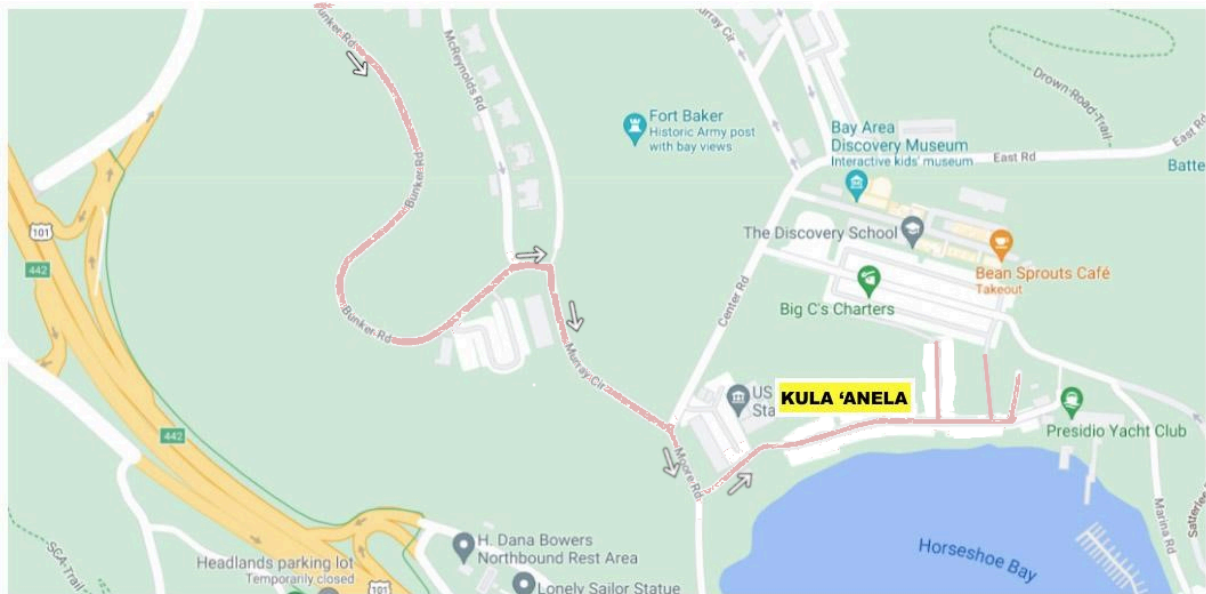 Bunker Rd
McReynolds Rd
Murray Cir
Drown Road Trail
East Rd
East Rd
Batte
Fort Baker
Historic Army post
with bay views
Bay Area
Discovery Museum
Interactive kids' museum
101
442
Bunker Rd
The Discovery School
Bean Sprouts Café
Takeout
Big C's Charters
Center Rd
Bunker Rd
Murray Cir
US
Sta
KULA ‘ANELA
Presidio Yacht Club
442
Moore Rd
Marina Rd
Satterlee
SCA-Trail
H. Dana Bowers
Northbound Rest Area
Horseshoe Bay
Headlands parking lot
Temporarily closed
101
Lonely Sailor Statue